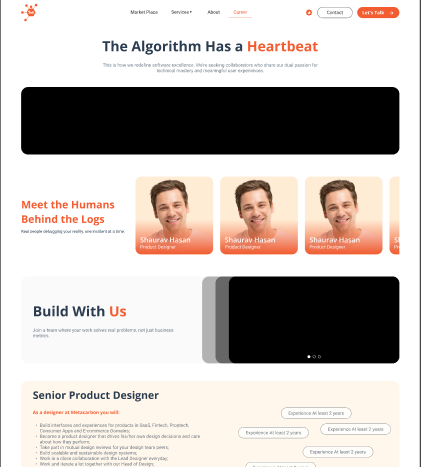 Market Place Services About Career Contact Let's Talk →
The Algorithm Has a Heartbeat
This is how we redefine software excellence. We're seeking collaborators who share our dual passion for
technical mastery and meaningful user experiences.
Meet the Humans
Behind the Logs
Real people debugging your reality, one incident at a time.
Shaurav Hasan
Product Designer
Shaurav Hasan
Product Designer
Shaurav Hasan
Product Designer
Build With Us
Join a team where your work solves real problems, not just business
metrics.
Senior Product Designer
As a designer at Metacarbon you will:
• Build interfaces and experiences for products in SaaS, Fintech, Proptech,
Consumer Apps and Ecommerce Domains;
• Become a product designer that drives his/her own design decisions and care
about how they perform;
• Take part in mutual design reviews for your design team peers;
• Build scalable and sustainable design systems;
• Work in a close collaboration with the Lead Designer everyday;
• Work and iterate a lot together with our Head of Design;
Experience At least 2 years
Experience At least 2 years
Experience At least 2 years
Experience At least 2 years